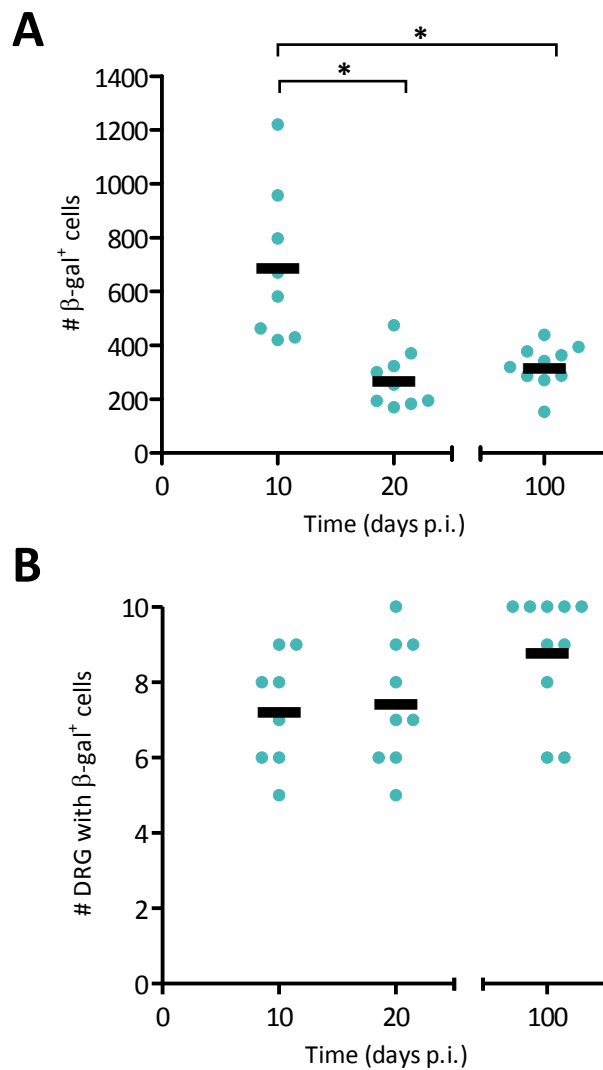 A
*
*
1400
1200
1000
800
600
400
200
0
# β-gal⁺ cells
0 10 20 100
Time (days p.i.)
B
10
8
6
4
2
0
# DRG with β-gal⁺ cells
0 10 20 100
Time (days p.i.)